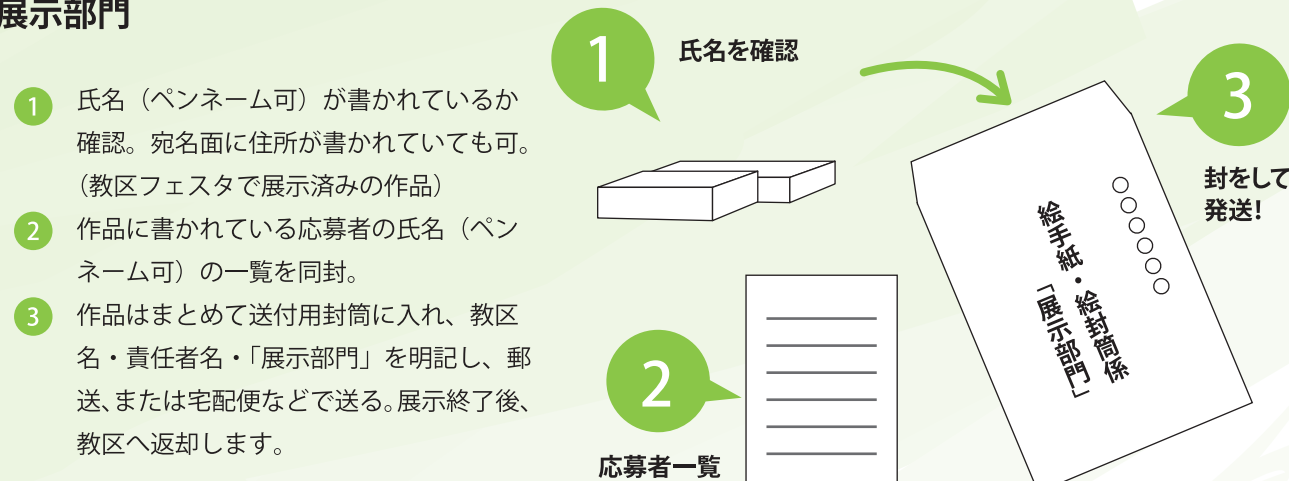 展示部門
1 氏名（ペンネーム可）が書かれているか
確認。宛名面に住所が書かれていても可。
（教区フェスタで展示済みの作品）
2 作品に書かれている応募者の氏名（ペン
ネーム可）の一覧を同封。
3 作品はまとめて送付用封筒に入れ、教区
名・責任者名・「展示部門」を明記し、郵
送、または宅配便などで送る。展示終了後、
教区へ返却します。
1
氏名を確認
2
応募者一覧
3
封をして
発送!
○○○○○○
絵手紙・絵封筒係
「展示部門」